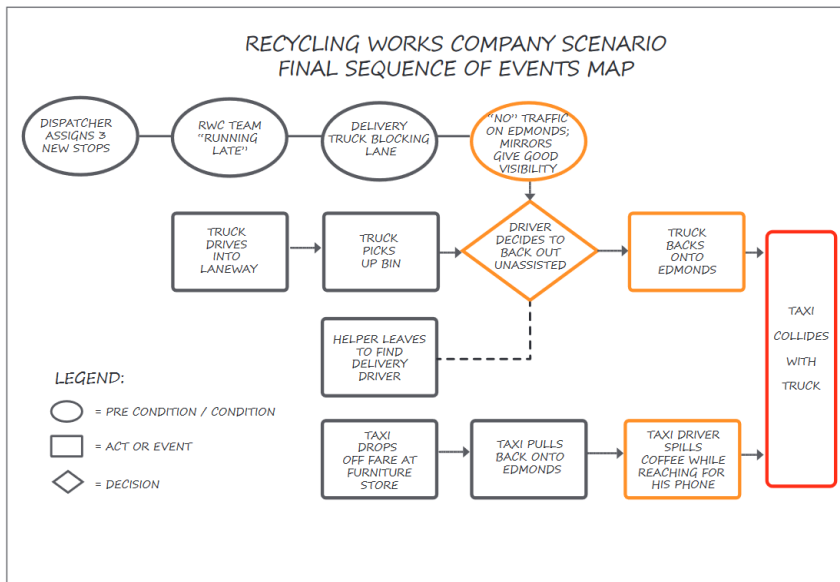 RECYCLING WORKS COMPANY SCENARIO
FINAL SEQUENCE OF EVENTS MAP
DISPATCHER
ASSIGNS 3
NEW STOPS
RWC TEAM
"RUNNING
LATE"
DELIVERY
TRUCK BLOCKING
LANE
"NO" TRAFFIC
ON EDMONDS;
MIRRORS
GIVE GOOD
VISIBILITY
TRUCK
DRIVES
INTO
LANEWAY
TRUCK
PICKS
UP BIN
DRIVER
DECIDES TO
BACK OUT
UNASSISTED
TRUCK
BACKS
ONTO
EDMONDS
TAXI
COLLIDES
WITH
TRUCK
HELPER LEAVES
TO FIND
DELIVERY
DRIVER
LEGEND:
= PRE CONDITION / CONDITION
= ACT OR EVENT
= DECISION
TAXI
DROPS
OFF FARE AT
FURNITURE
STORE
TAXI PULLS
BACK ONTO
EDMONDS
TAXI DRIVER
SPILLS
COFFEE WHILE
REACHING FOR
HIS PHONE